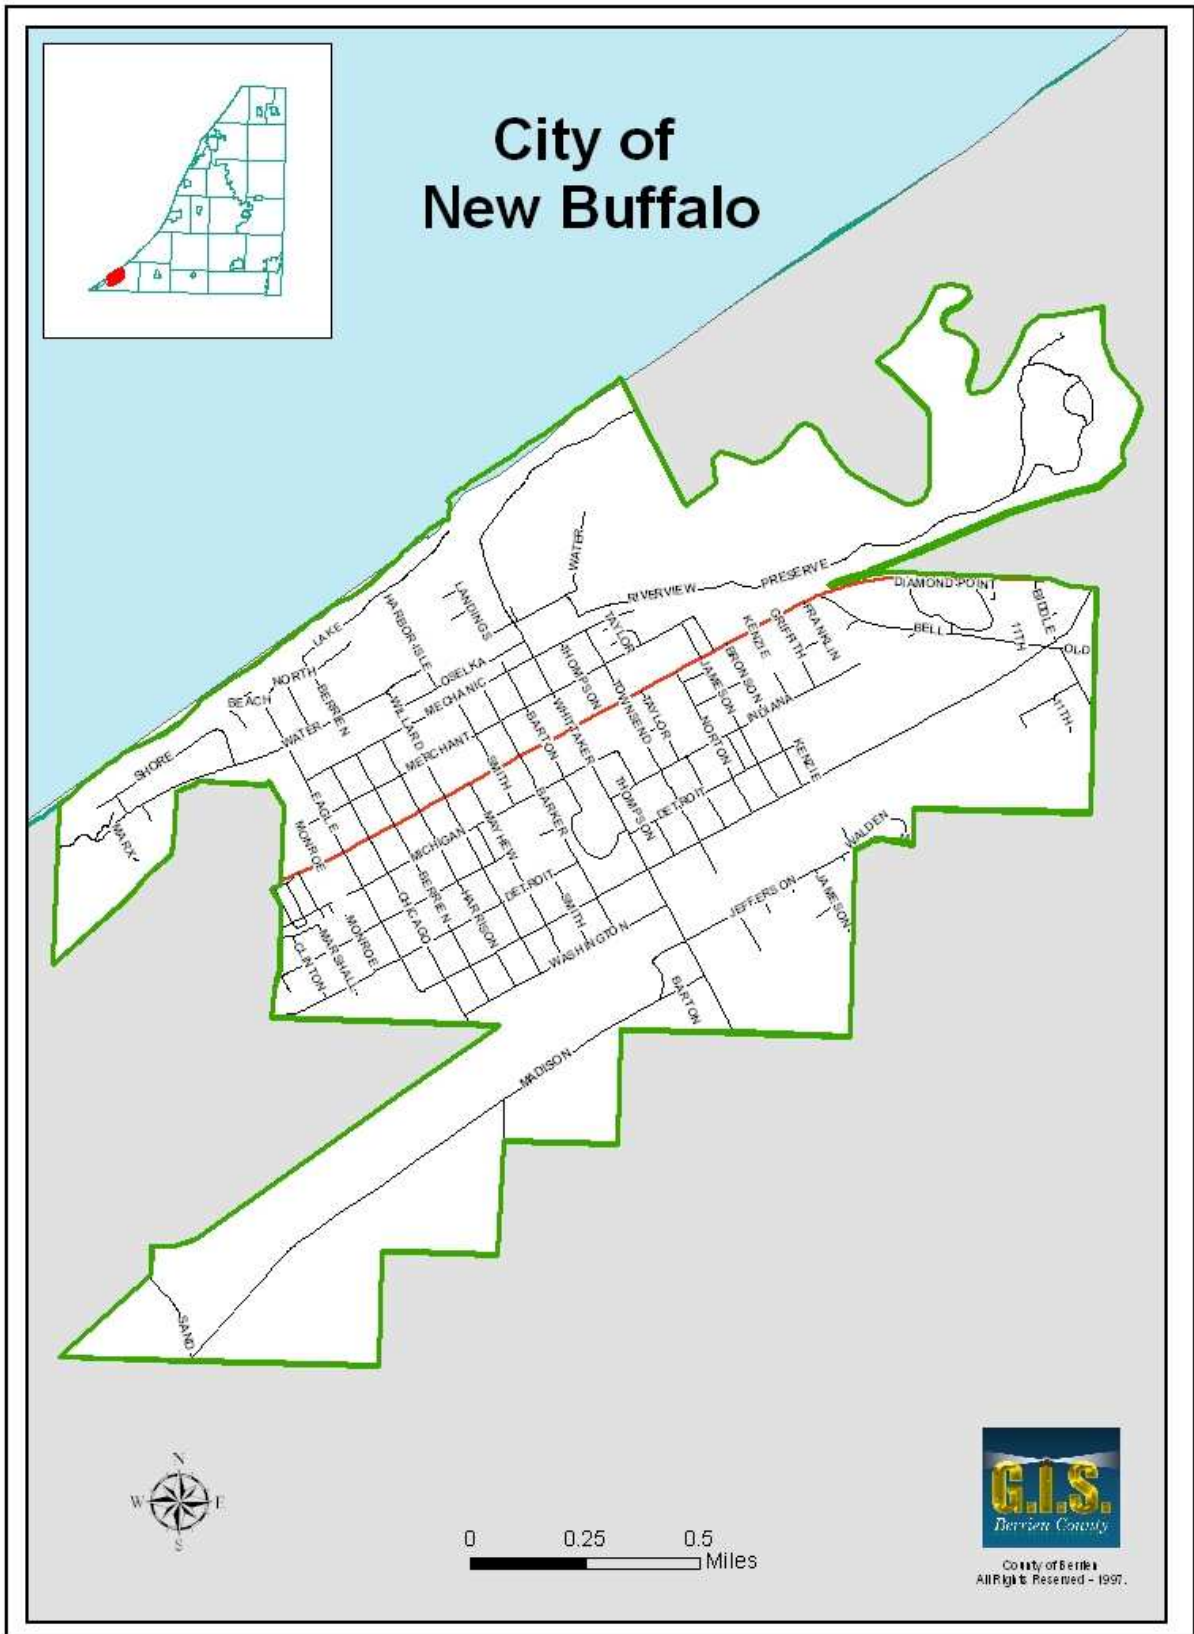 City of
New Buffalo
WATER
PRESERVE
RIVERVIEW
DIAMOND POINT
BIDDLE
LANDINGS
HARBOR ISLE
LAKE
TAYLOR
KENZIE
GRIFFITH
FRANKLIN
BELL
11TH
OLD
NORTH
BEACH
BERRIEN
WATER
OSELKA
MECHANIC
WILLARD
THOMPSON
TOWNSEND
TAYLOR
JAMESON
BRONSON
INDIANA
11TH
SHORE
MERCHANT
BARTON
WHITTAKER
NORTON
KENZIE
SMITH
EAGLE
MONROE
MICHIGAN
MAYHEW
BARKER
THOMPSON
DETROIT
MARX
WALDEN
BERRIEN
CHICAGO
HARRISON
DETROIT
SMITH
WASHINGTON
JEFFERSON
JAMESON
MONROE
MARSHALL
CLINTON
BARTON
MADISON
SAND
N
W E
S
0 0.25 0.5
Miles
G.I.S.
Berrien County
County of Berrien
All Rights Reserved - 1997.